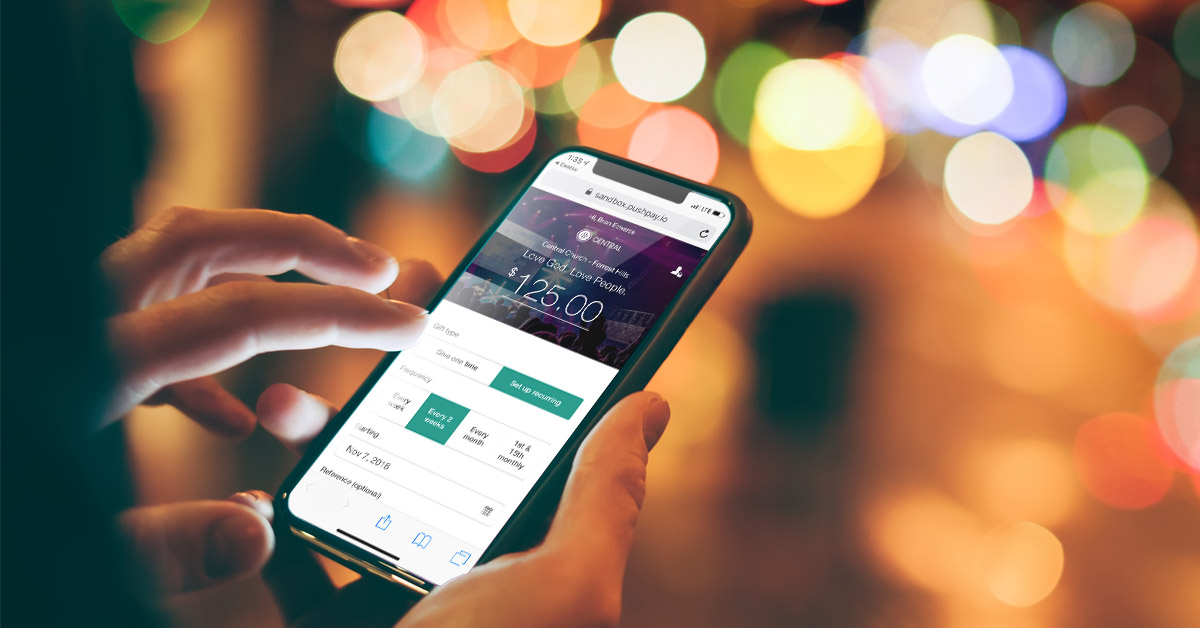 1:35
Central
sandbox.pushpay.io
LTE
Hi, Brian Edwards
CENTRAL
Central Church - Forrest Hills
Love God. Love People.
$125.00
Gift type
Give one time
Set up recurring
Frequency
Every week
Every 2 weeks
Every month
1st & 15th monthly
Starting
Nov 7, 2018
Reference (optional)